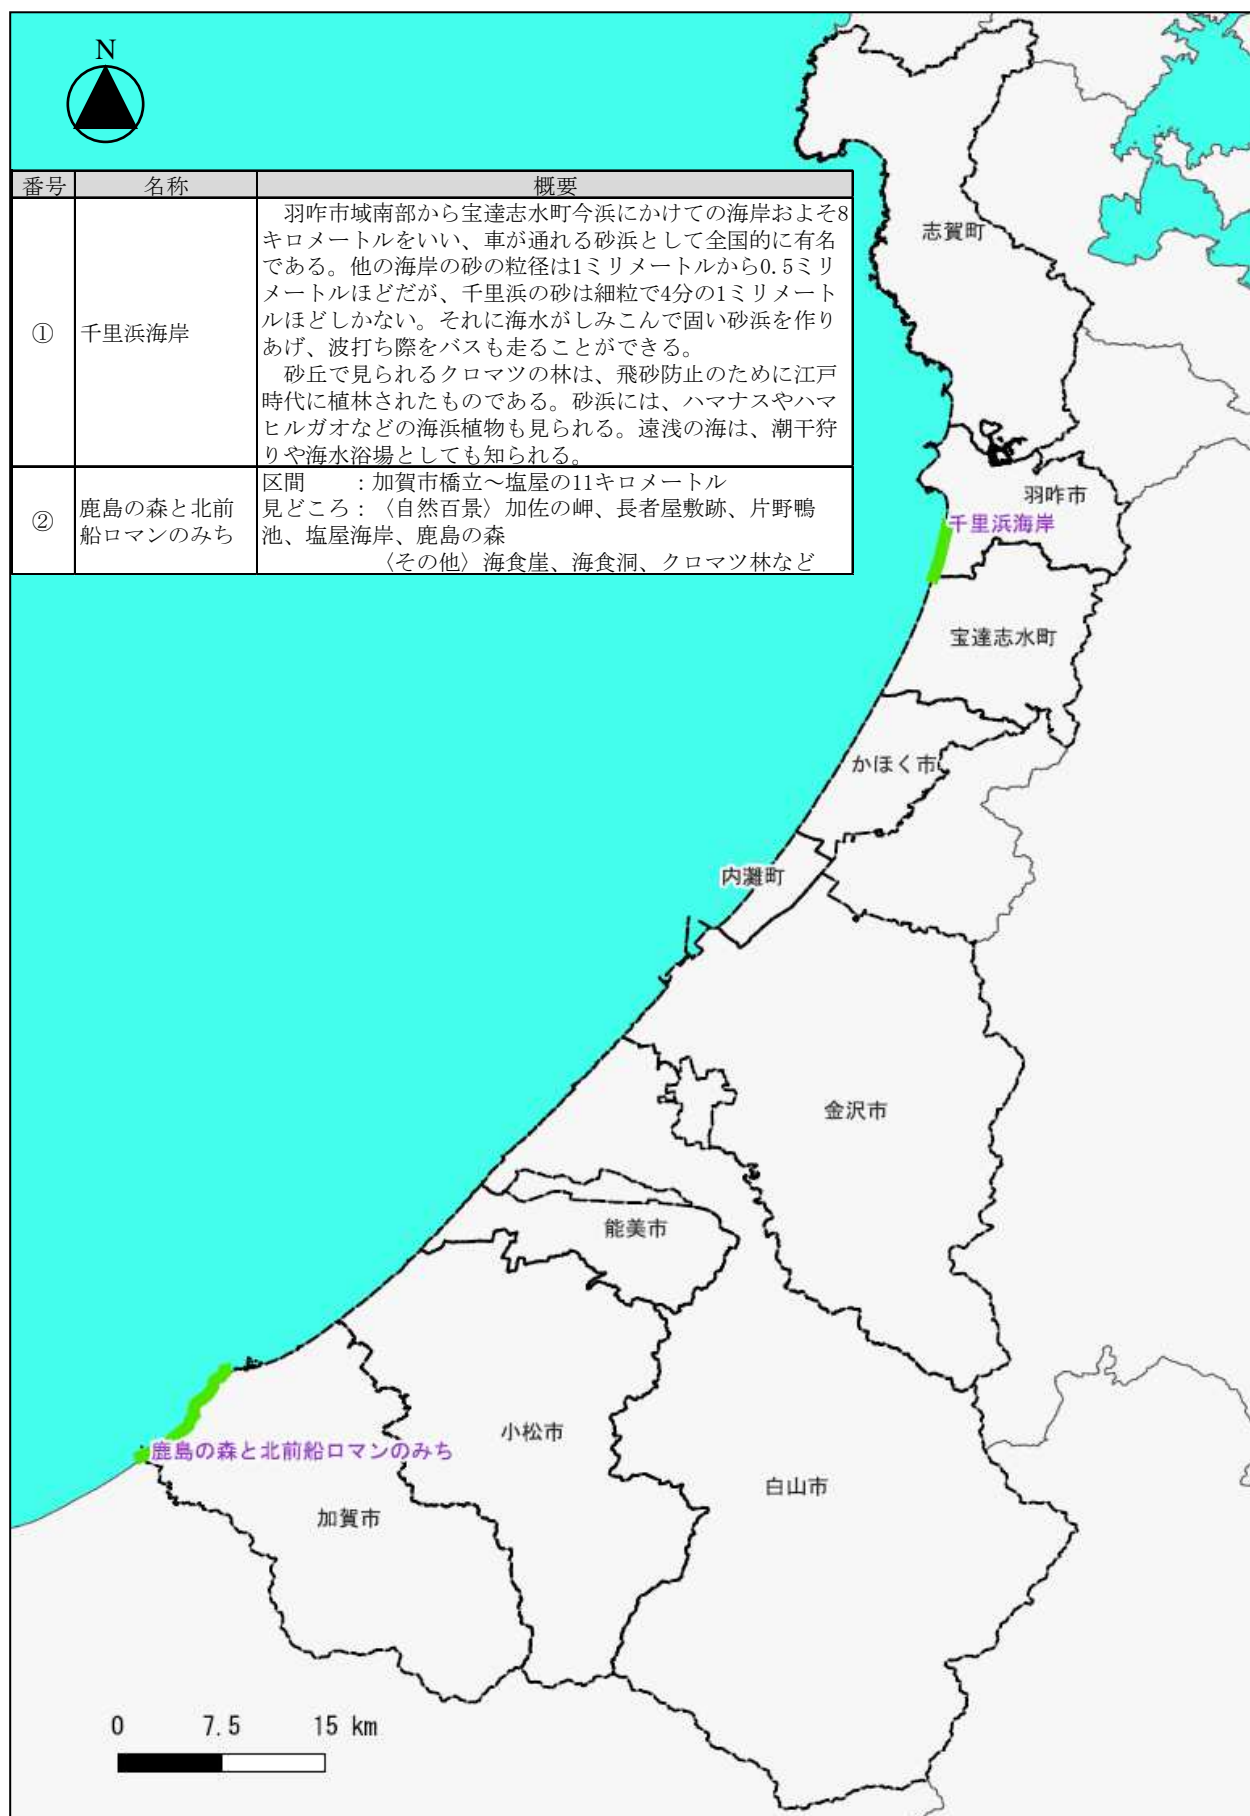 N
番号 名称 概要
① 千里浜海岸
羽咋市域南部から宝達志水町今浜にかけての海岸およそ8
キロメートルをいい、車が通れる砂浜として全国的に有名
である。他の海岸の砂の粒径は1ミリメートルから0.5ミリ
メートルほどだが、千里浜の砂は細粒で4分の1ミリメート
ルほどしかない。それに海水がしみこんで固い砂浜を作り
あげ、波打ち際をバスも走ることができる。
砂丘で見られるクロマツの林は、飛砂防止のために江戸
時代に植林されたものである。砂浜には、ハマナスやハマ
ヒルガオなどの海浜植物も見られる。遠浅の海は、潮干狩
りや海水浴場としても知られる。
② 鹿島の森と北前
船ロマンのみち
区間　　：加賀市橋立～塩屋の11キロメートル
見どころ：〈自然百景〉加佐の岬、長者屋敷跡、片野鴨
池、塩屋海岸、鹿島の森
〈その他〉海食崖、海食洞、クロマツ林など
志賀町
羽咋市
千里浜海岸
宝達志水町
かほく市
内灘町
金沢市
能美市
小松市
鹿島の森と北前船ロマンのみち
白山市
加賀市
0 7.5 15 km